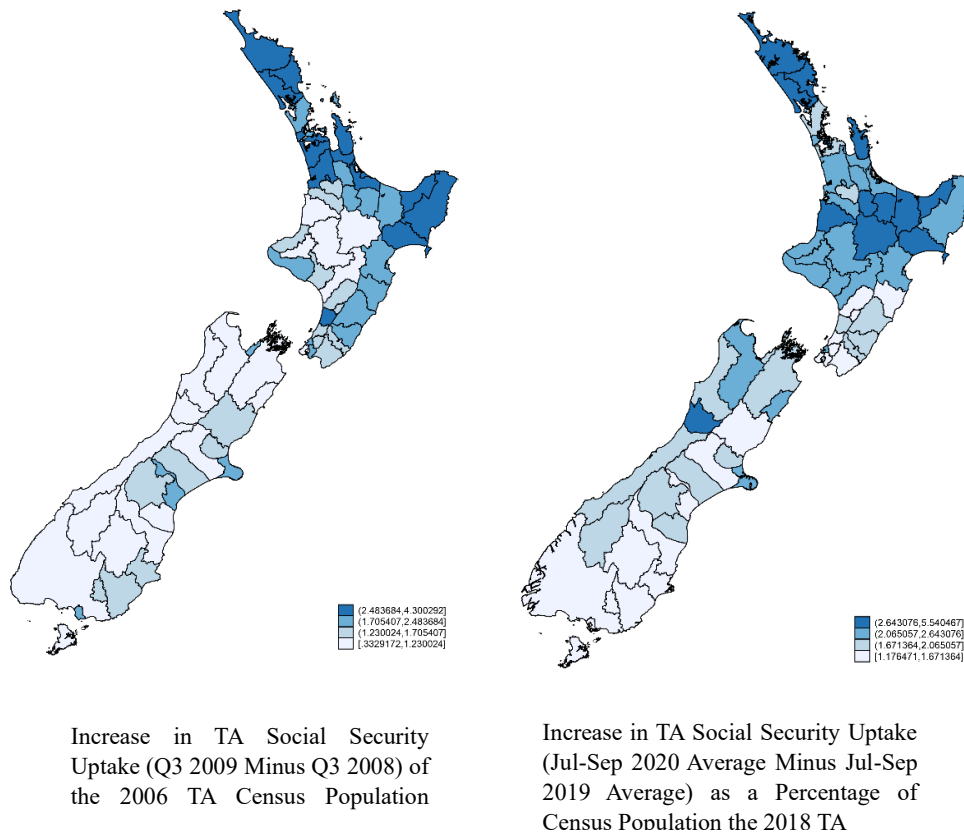 (2.483684,4.300292]
(1.705407,2.483684]
(1.230024,1.705407]
[.3329172,1.230024]
(2.643076,5.540467]
(2.065057,2.643076]
(1.671364,2.065057]
[1.176471,1.671364]
Increase in TA Social Security
Uptake (Q3 2009 Minus Q3 2008) of
the 2006 TA Census Population
Increase in TA Social Security Uptake
(Jul-Sep 2020 Average Minus Jul-Sep
2019 Average) as a Percentage of
Census Population the 2018 TA